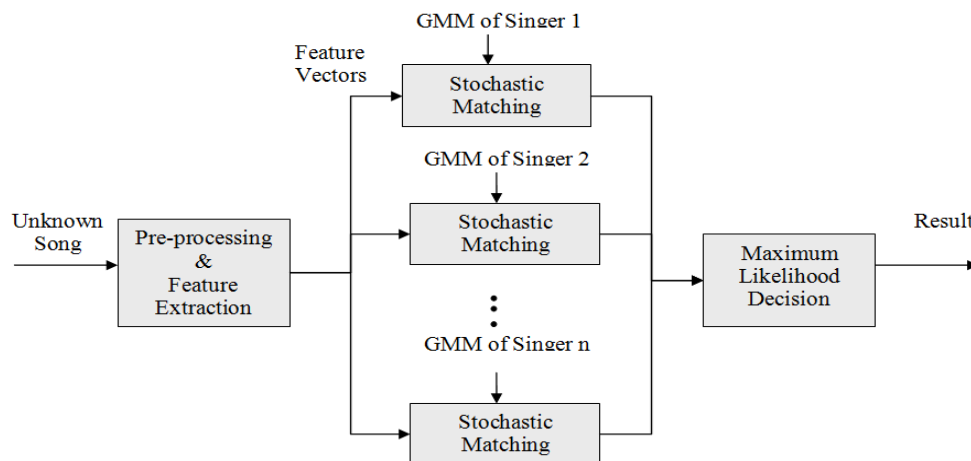 Unknown
Song
Pre-processing
&
Feature
Extraction
Feature
Vectors
GMM of Singer 1
Stochastic
Matching
GMM of Singer 2
Stochastic
Matching
GMM of Singer n
Stochastic
Matching
Maximum
Likelihood
Decision
Result